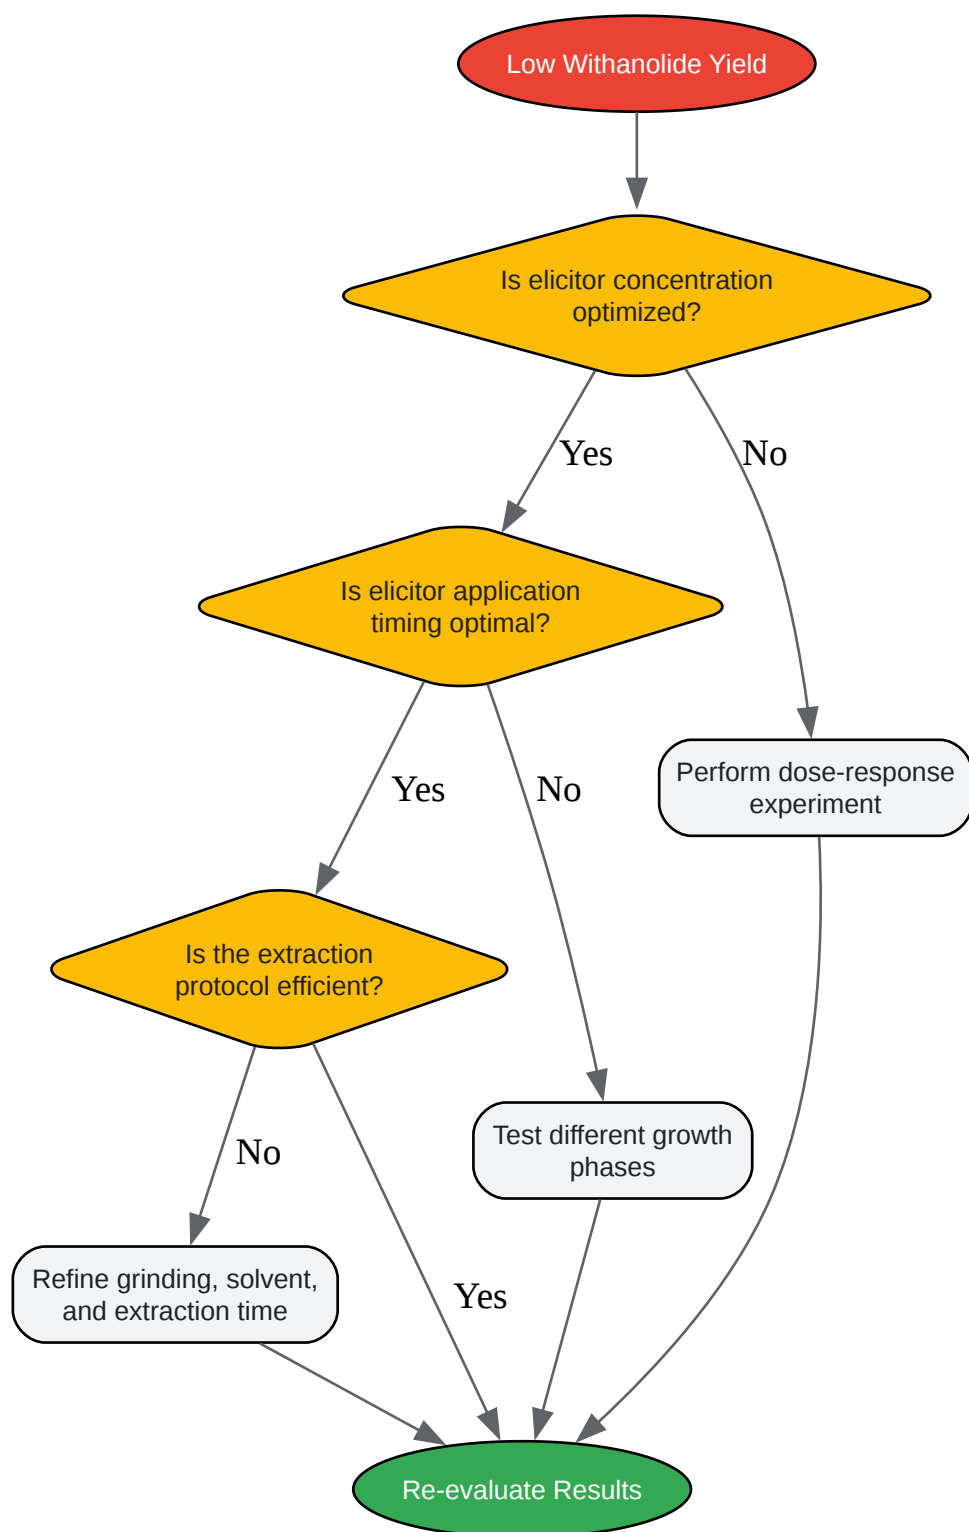 Low Withanolide Yield
Is elicitor concentration
optimized?
Yes
No
Is elicitor application
timing optimal?
Perform dose-response
experiment
Yes
No
Is the extraction
protocol efficient?
Test different growth
phases
No
Refine grinding, solvent,
and extraction time
Yes
Re-evaluate Results